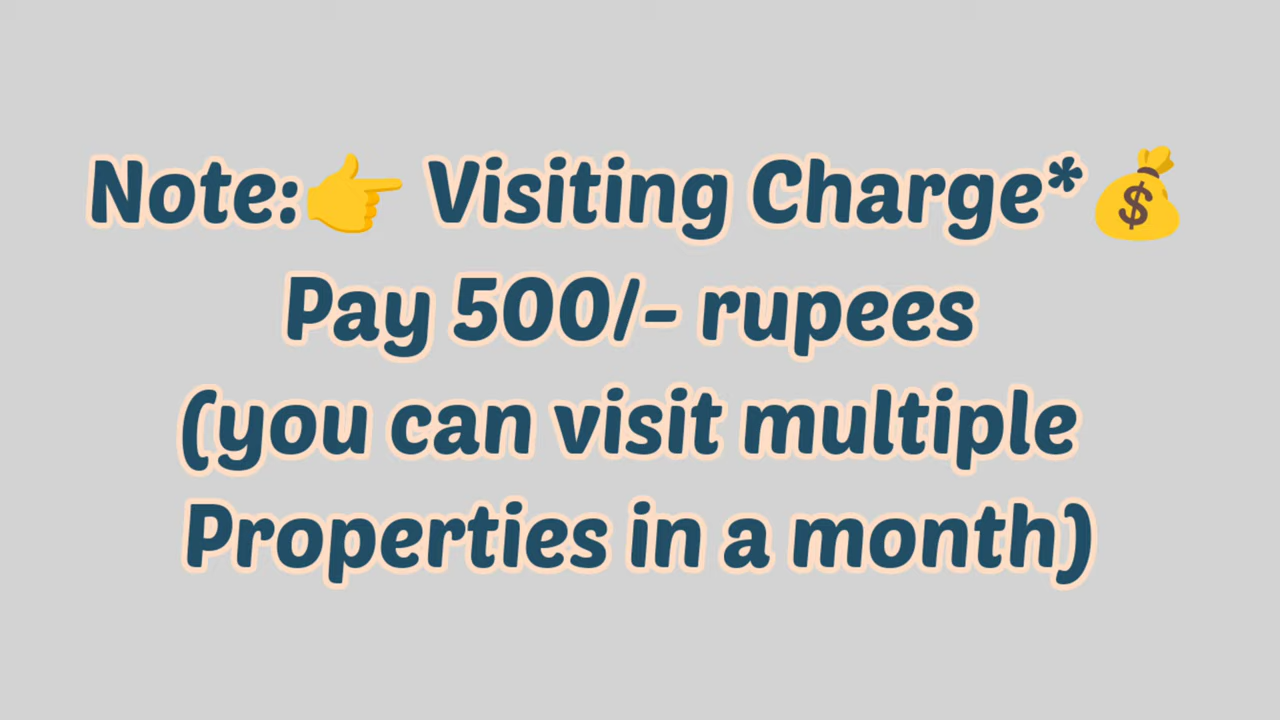 Note:👉 Visiting Charge*💰
Pay 500/- rupees
(you can visit multiple
Properties in a month)